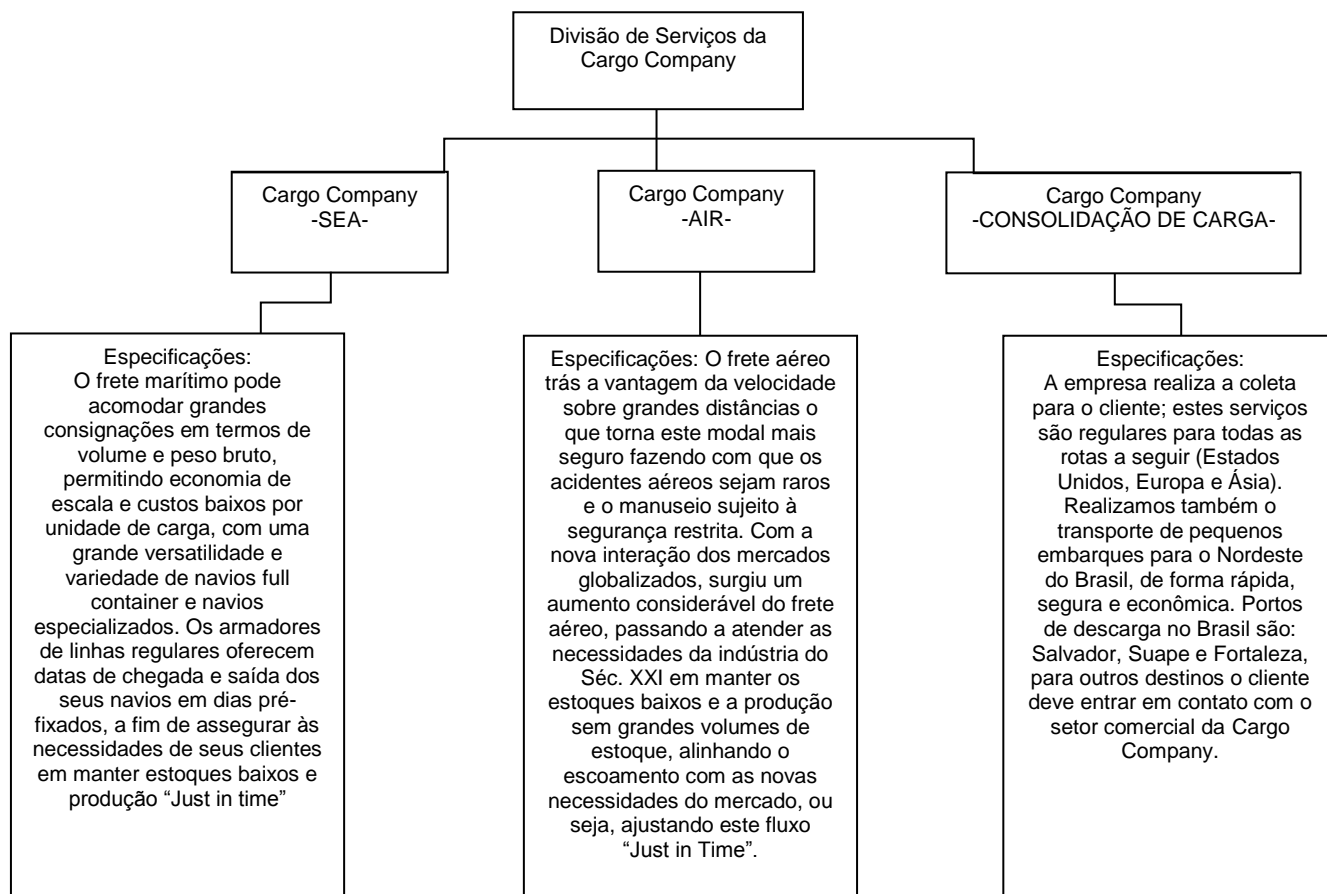 Divisão de Serviços da
Cargo Company
Cargo Company
-SEA-
Cargo Company
-AIR-
Cargo Company
-CONSOLIDAÇÃO DE CARGA-
Especificações:
O frete marítimo pode
acomodar grandes
consignações em termos de
volume e peso bruto,
permitindo economia de
escala e custos baixos por
unidade de carga, com uma
grande versatilidade e
variedade de navios full
container e navios
especializados. Os armadores
de linhas regulares oferecem
datas de chegada e saída dos
seus navios em dias pré-
fixados, a fim de assegurar às
necessidades de seus clientes
em manter estoques baixos e
produção “Just in time”
Especificações: O frete aéreo
trás a vantagem da velocidade
sobre grandes distâncias o
que torna este modal mais
seguro fazendo com que os
acidentes aéreos sejam raros
e o manuseio sujeito à
segurança restrita. Com a
nova interação dos mercados
globalizados, surgiu um
aumento considerável do frete
aéreo, passando a atender as
necessidades da indústria do
Séc. XXI em manter os
estoques baixos e a produção
sem grandes volumes de
estoque, alinhando o
escoamento com as novas
necessidades do mercado, ou
seja, ajustando este fluxo
“Just in Time”.
Especificações:
A empresa realiza a coleta
para o cliente; estes serviços
são regulares para todas as
rotas a seguir (Estados
Unidos, Europa e Ásia).
Realizamos também o
transporte de pequenos
embarques para o Nordeste
do Brasil, de forma rápida,
segura e econômica. Portos
de descarga no Brasil são:
Salvador, Suape e Fortaleza,
para outros destinos o cliente
deve entrar em contato com o
setor comercial da Cargo
Company.